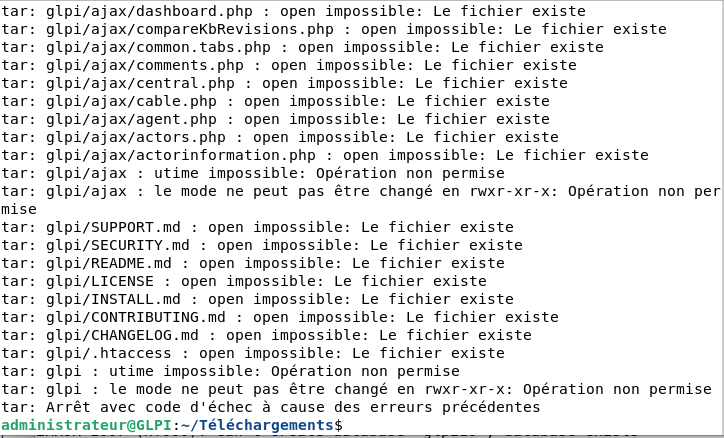 tar: glpi/ajax/dashboard.php : open impossible: Le fichier existe
tar: glpi/ajax/compareKbRevisions.php : open impossible: Le fichier existe
tar: glpi/ajax/common.tabs.php : open impossible: Le fichier existe
tar: glpi/ajax/comments.php : open impossible: Le fichier existe
tar: glpi/ajax/central.php : open impossible: Le fichier existe
tar: glpi/ajax/cable.php : open impossible: Le fichier existe
tar: glpi/ajax/agent.php : open impossible: Le fichier existe
tar: glpi/ajax/actors.php : open impossible: Le fichier existe
tar: glpi/ajax/actorinformation.php : open impossible: Le fichier existe
tar: glpi/ajax : utime impossible: Opération non permise
tar: glpi/ajax : le mode ne peut pas être changé en rwxr-xr-x: Opération non per
mise
tar: glpi/SUPPORT.md : open impossible: Le fichier existe
tar: glpi/SECURITY.md : open impossible: Le fichier existe
tar: glpi/README.md : open impossible: Le fichier existe
tar: glpi/LICENSE : open impossible: Le fichier existe
tar: glpi/INSTALL.md : open impossible: Le fichier existe
tar: glpi/CONTRIBUTING.md : open impossible: Le fichier existe
tar: glpi/CHANGELOG.md : open impossible: Le fichier existe
tar: glpi/.htaccess : open impossible: Le fichier existe
tar: glpi : utime impossible: Opération non permise
tar: glpi : le mode ne peut pas être changé en rwxr-xr-x: Opération non permise
tar: Arrêt avec code d'échec à cause des erreurs précédentes
administrateur@GLPI:~/Téléchargements$